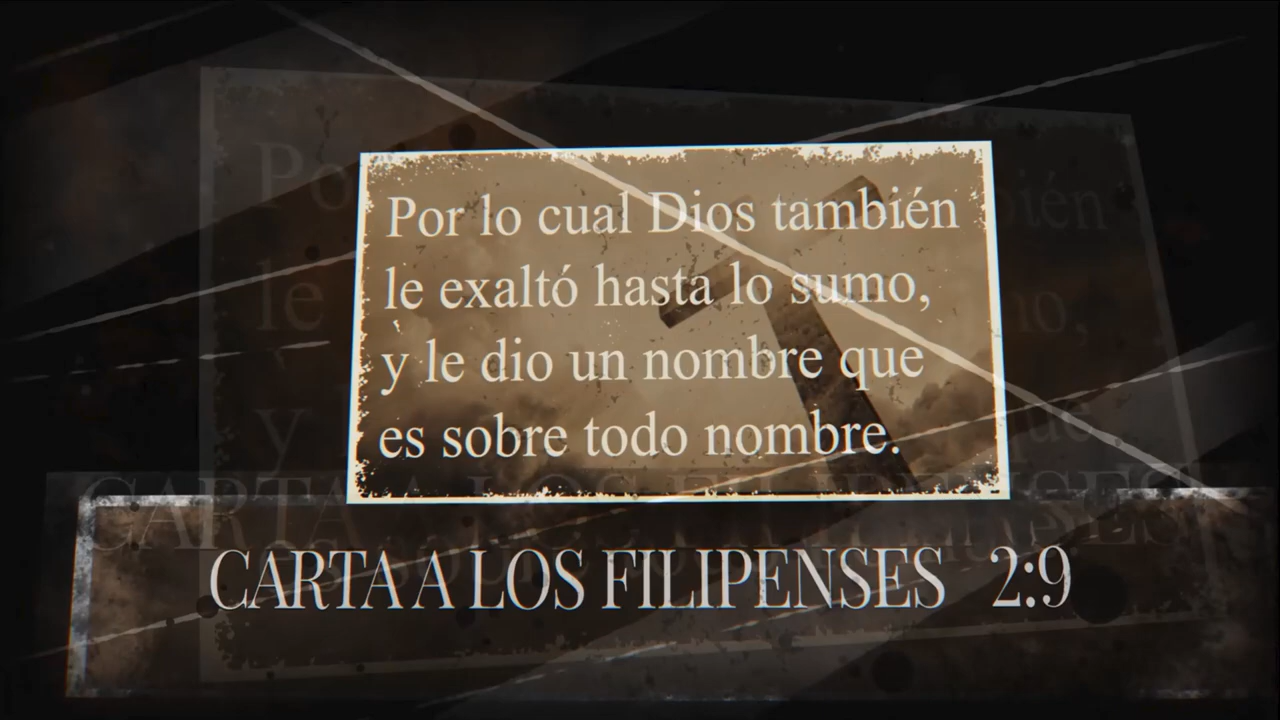 Por lo cual Dios también
le exaltó hasta lo sumo,
y le dio un nombre que
es sobre todo nombre.
CARTA A LOS FILIPENSES 2:9